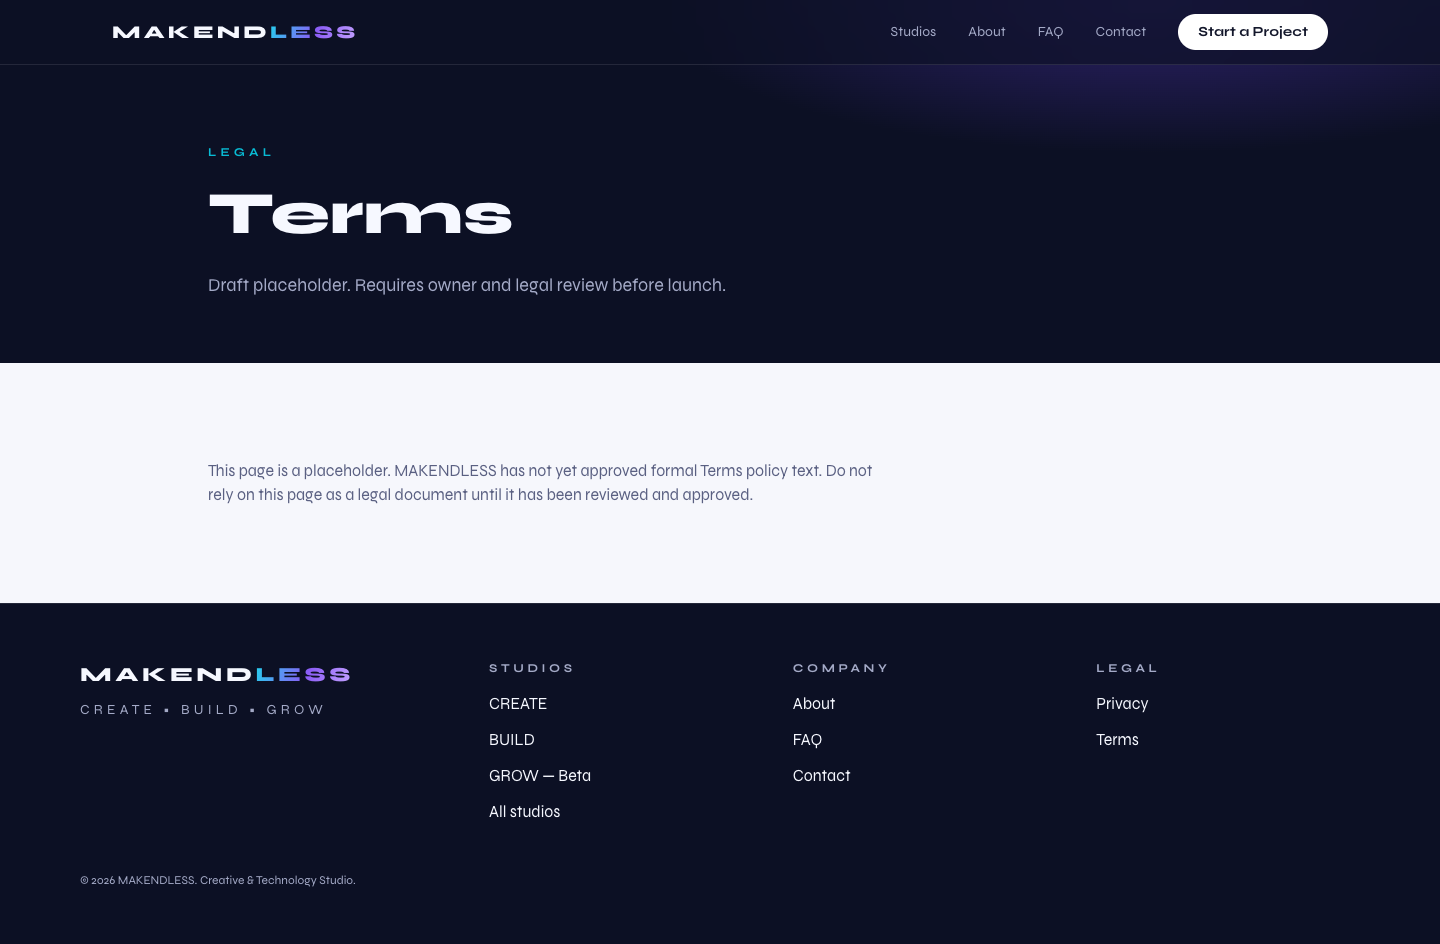 MAKENDLESS
Studios
About
FAQ
Contact
Start a Project
LEGAL
Terms
Draft placeholder. Requires owner and legal review before launch.
This page is a placeholder. MAKENDLESS has not yet approved formal Terms policy text. Do not
rely on this page as a legal document until it has been reviewed and approved.
MAKENDLESS
CREATE ▪ BUILD ▪ GROW
STUDIOS
CREATE
BUILD
GROW — Beta
All studios
COMPANY
About
FAQ
Contact
LEGAL
Privacy
Terms
© 2026 MAKENDLESS. Creative & Technology Studio.